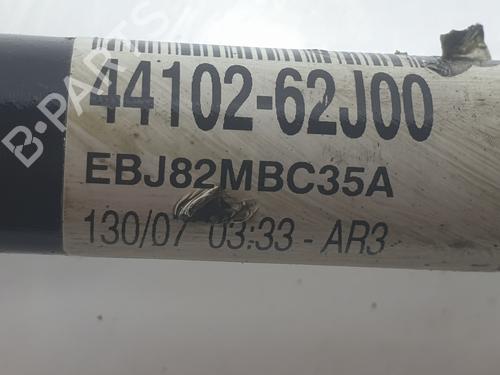 44102-62J00
EBJ82MBC35A
130/07 03:33 - AR3
B-PARTS